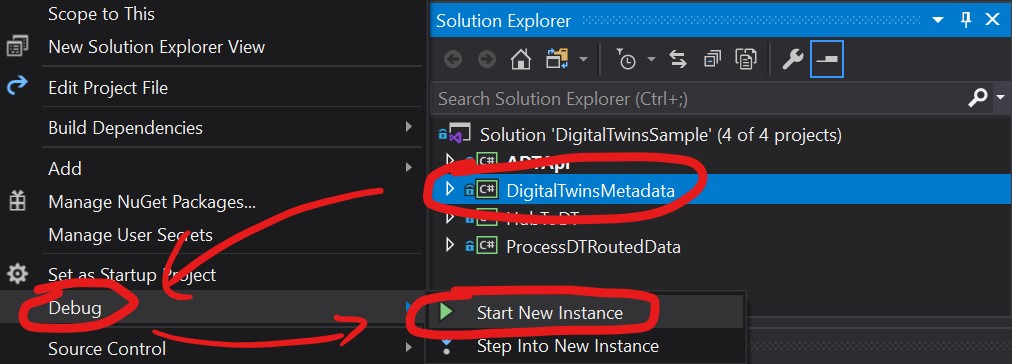 Scope to This
New Solution Explorer View
Edit Project File
Build Dependencies
Add
Manage NuGet Packages...
Manage User Secrets
Set as Startup Project
Debug
Source Control
Start New Instance
Step Into New Instance
Solution Explorer
Search Solution Explorer (Ctrl+;)
Solution 'DigitalTwinsSample' (4 of 4 projects)
C# ADTApi
C# DigitalTwinsMetadata
C# HubToDT
C# ProcessDTRoutedData